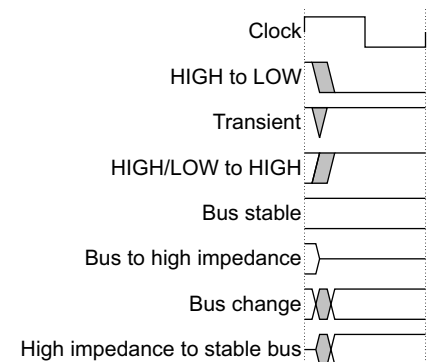 Clock
HIGH to LOW
Transient
HIGH/LOW to HIGH
Bus stable
Bus to high impedance
Bus change
High impedance to stable bus